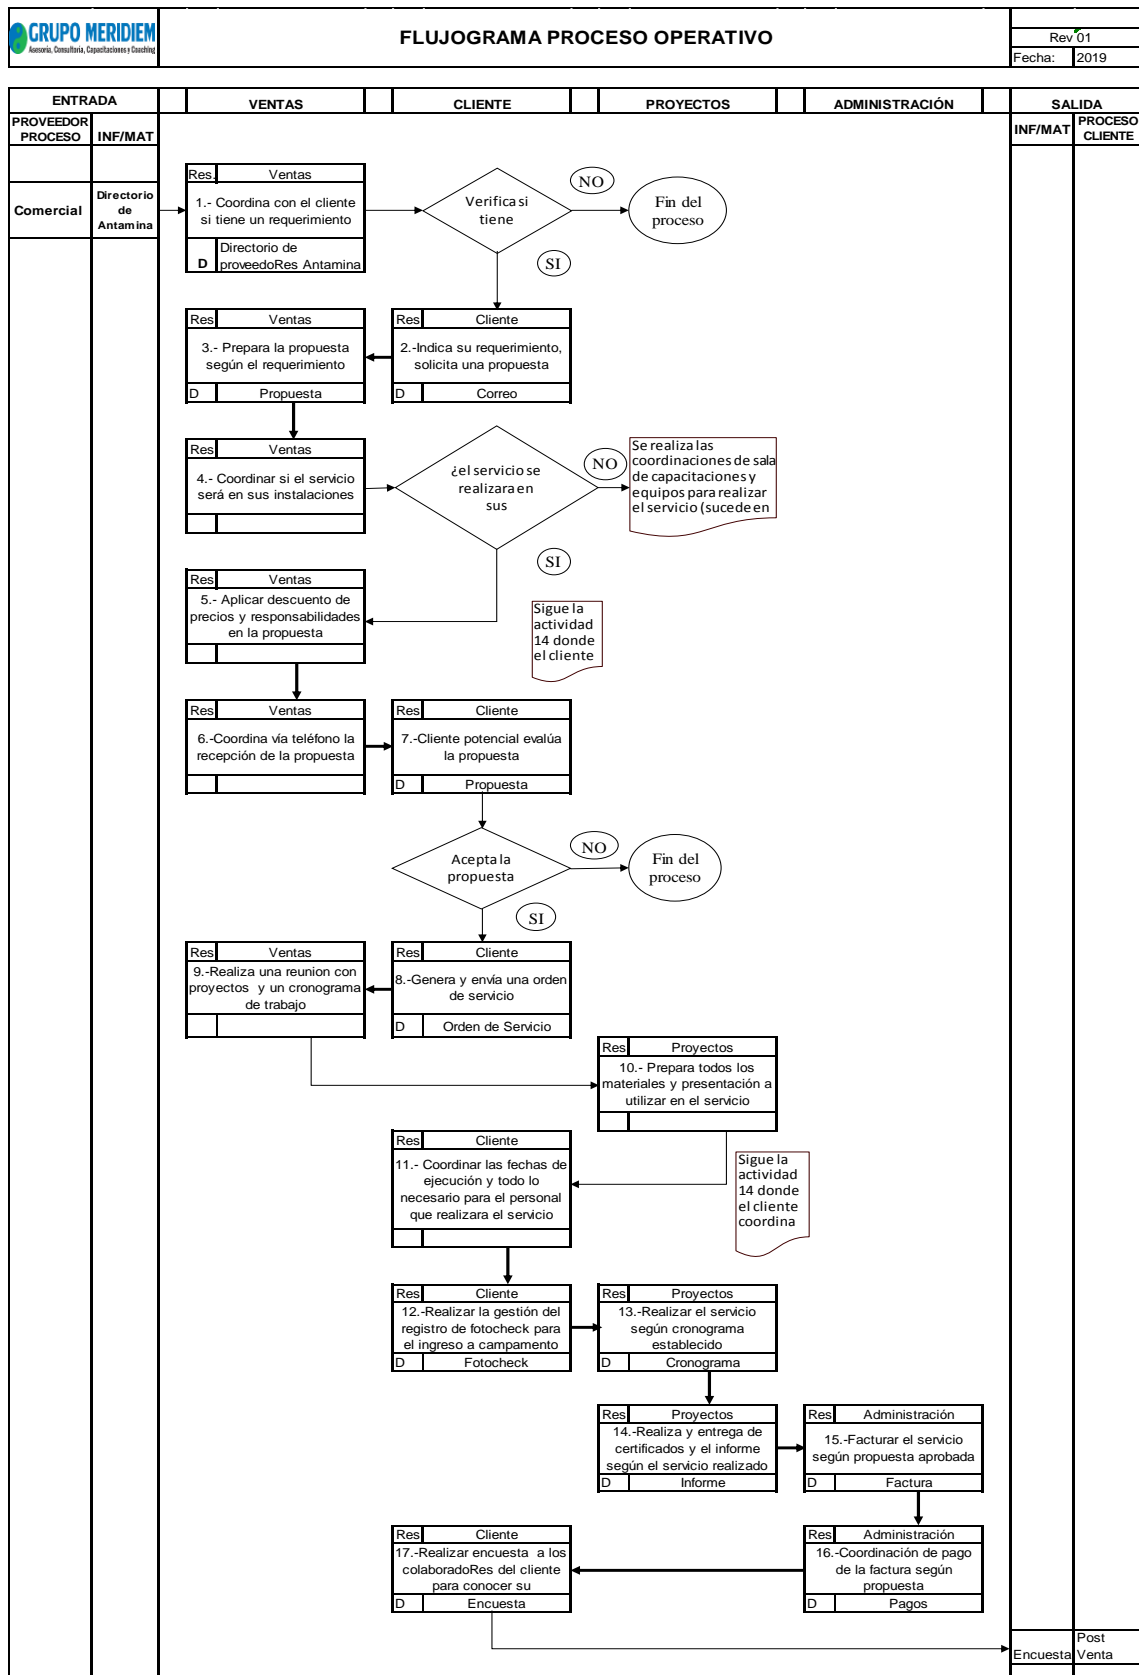 GRUPO MERIDIEM
Asesoría, Consultoría, Capacitaciones y Coaching
FLUJOGRAMA PROCESO OPERATIVO
Rev 01
Fecha: 2019
ENTRADA
VENTAS
CLIENTE
PROYECTOS
ADMINISTRACIÓN
SALIDA
PROVEEDOR
PROCESO
INF/MAT
INF/MAT
PROCESO
CLIENTE
Comercial
Directorio
de
Antamina
Res. Ventas
1.- Coordina con el cliente
si tiene un requerimiento
D
Directorio de
proveedoRes Antamina
Verifica si
tiene
NO
Fin del
proceso
SI
Res Ventas
3.- Prepara la propuesta
según el requerimiento
D Propuesta
Res Cliente
2.-Indica su requerimiento,
solicita una propuesta
D Correo
Res Ventas
4.- Coordinar si el servicio
será en sus instalaciones
¿el servicio se
realizara en
sus
NO
Se realiza las
coordinaciones de sala
de capacitaciones y
equipos para realizar
el servicio (sucede en
SI
Res Ventas
5.- Aplicar descuento de
precios y responsabilidades
en la propuesta
Sigue la
actividad
14 donde
el cliente
Res Ventas
6.-Coordina vía teléfono la
recepción de la propuesta
Res Cliente
7.-Cliente potencial evalúa
la propuesta
D Propuesta
Acepta la
propuesta
NO
Fin del
proceso
SI
Res Ventas
9.-Realiza una reunion con
proyectos y un cronograma
de trabajo
Res Cliente
8.-Genera y envía una orden
de servicio
D Orden de Servicio
Res Proyectos
10.- Prepara todos los
materiales y presentación a
utilizar en el servicio
Res Cliente
11.- Coordinar las fechas de
ejecución y todo lo
necesario para el personal
que realizara el servicio
Sigue la
actividad
14 donde
el cliente
coordina
Res Cliente
12.-Realizar la gestión del
registro de fotocheck para
el ingreso a campamento
D Fotocheck
Res Proyectos
13.-Realizar el servicio
según cronograma
establecido
D Cronograma
Res Proyectos
14.-Realiza y entrega de
certificados y el informe
según el servicio realizado
D Informe
Res Administración
15.-Facturar el servicio
según propuesta aprobada
D Factura
Res Cliente
17.-Realizar encuesta a los
colaboradoRes del cliente
para conocer su
D Encuesta
Res Administración
16.-Coordinación de pago
de la factura según
propuesta
D Pagos
Encuesta
Post
Venta